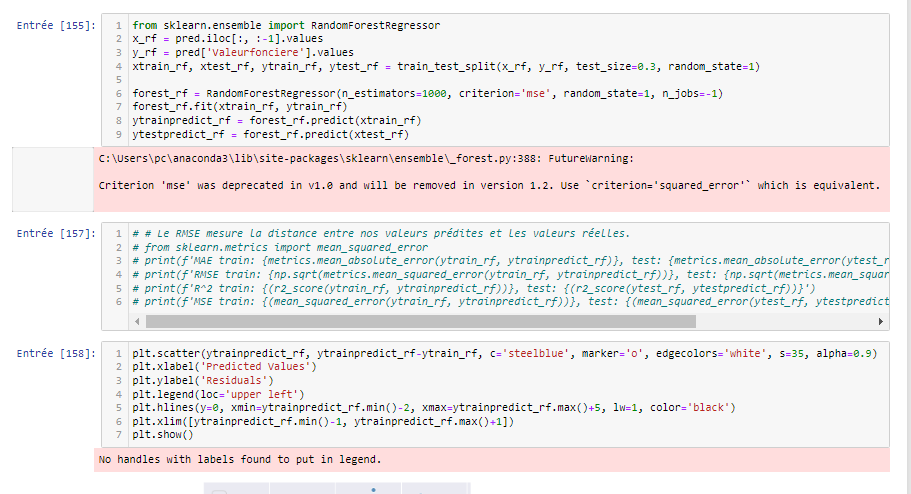 Entrée [155]:
1 from sklearn.ensemble import RandomForestRegressor
2 x_rf = pred.iloc[:, :-1].values
3 y_rf = pred['Valeurfonciere'].values
4 xtrain_rf, xtest_rf, ytrain_rf, ytest_rf = train_test_split(x_rf, y_rf, test_size=0.3, random_state=1)
5
6 forest_rf = RandomForestRegressor(n_estimators=1000, criterion='mse', random_state=1, n_jobs=-1)
7 forest_rf.fit(xtrain_rf, ytrain_rf)
8 ytrainpredict_rf = forest_rf.predict(xtrain_rf)
9 ytestpredict_rf = forest_rf.predict(xtest_rf)
C:\Users\pc\anaconda3\lib\site-packages\sklearn\ensemble\_forest.py:388: FutureWarning:
Criterion 'mse' was deprecated in v1.0 and will be removed in version 1.2. Use `criterion='squared_error'` which is equivalent.
Entrée [157]:
1 # # Le RMSE mesure la distance entre nos valeurs prédites et les valeurs réelles.
2 # from sklearn.metrics import mean_squared_error
3 # print(f'MAE train: {metrics.mean_absolute_error(ytrain_rf, ytrainpredict_rf)}, test: {metrics.mean_absolute_error(ytest_r
4 # print(f'RMSE train: {np.sqrt(metrics.mean_squared_error(ytrain_rf, ytrainpredict_rf))}, test: {np.sqrt(metrics.mean_squar
5 # print(f'R^2 train: {(r2_score(ytrain_rf, ytrainpredict_rf))}, test: {(r2_score(ytest_rf, ytestpredict_rf))}')
6 # print(f'MSE train: {(mean_squared_error(ytrain_rf, ytrainpredict_rf))}, test: {(mean_squared_error(ytest_rf, ytestpredict
Entrée [158]:
1 plt.scatter(ytrainpredict_rf, ytrainpredict_rf-ytrain_rf, c='steelblue', marker='o', edgecolors='white', s=35, alpha=0.9)
2 plt.xlabel('Predicted Values')
3 plt.ylabel('Residuals')
4 plt.legend(loc='upper left')
5 plt.hlines(y=0, xmin=ytrainpredict_rf.min()-2, xmax=ytrainpredict_rf.max()+5, lw=1, color='black')
6 plt.xlim([ytrainpredict_rf.min()-1, ytrainpredict_rf.max()+1])
7 plt.show()
No handles with labels found to put in legend.